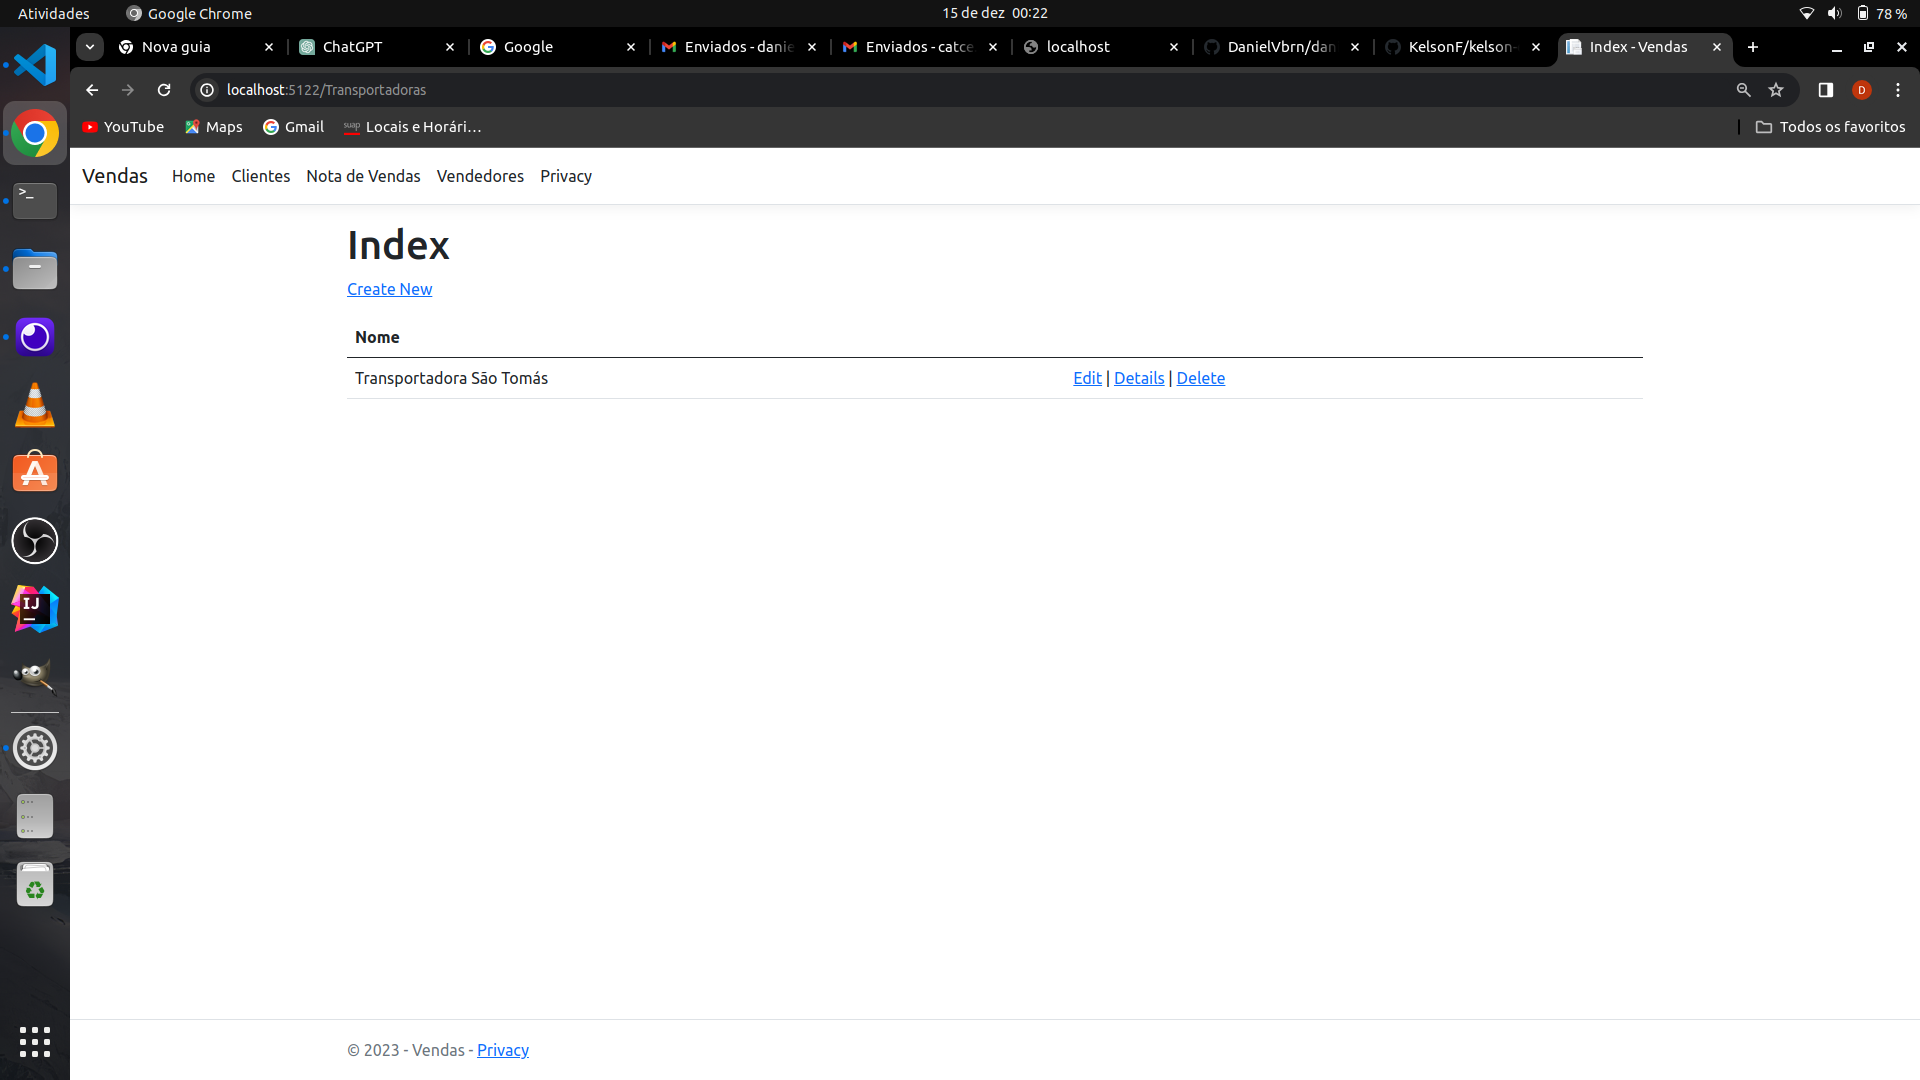 Atividades Google Chrome 15 de dez 00:22 78 %
Nova guia ChatGPT Google Enviados - danie Enviados - catce localhost DanielVbrn/dan KelsonF/kelson- Index - Vendas
localhost:5122/Transportadoras D
YouTube Maps Gmail suap Locais e Horári… Todos os favoritos
Vendas Home Clientes Nota de Vendas Vendedores Privacy
Index
Create New
Nome
Transportadora São Tomás Edit | Details | Delete
>_
IJ
© 2023 - Vendas - Privacy